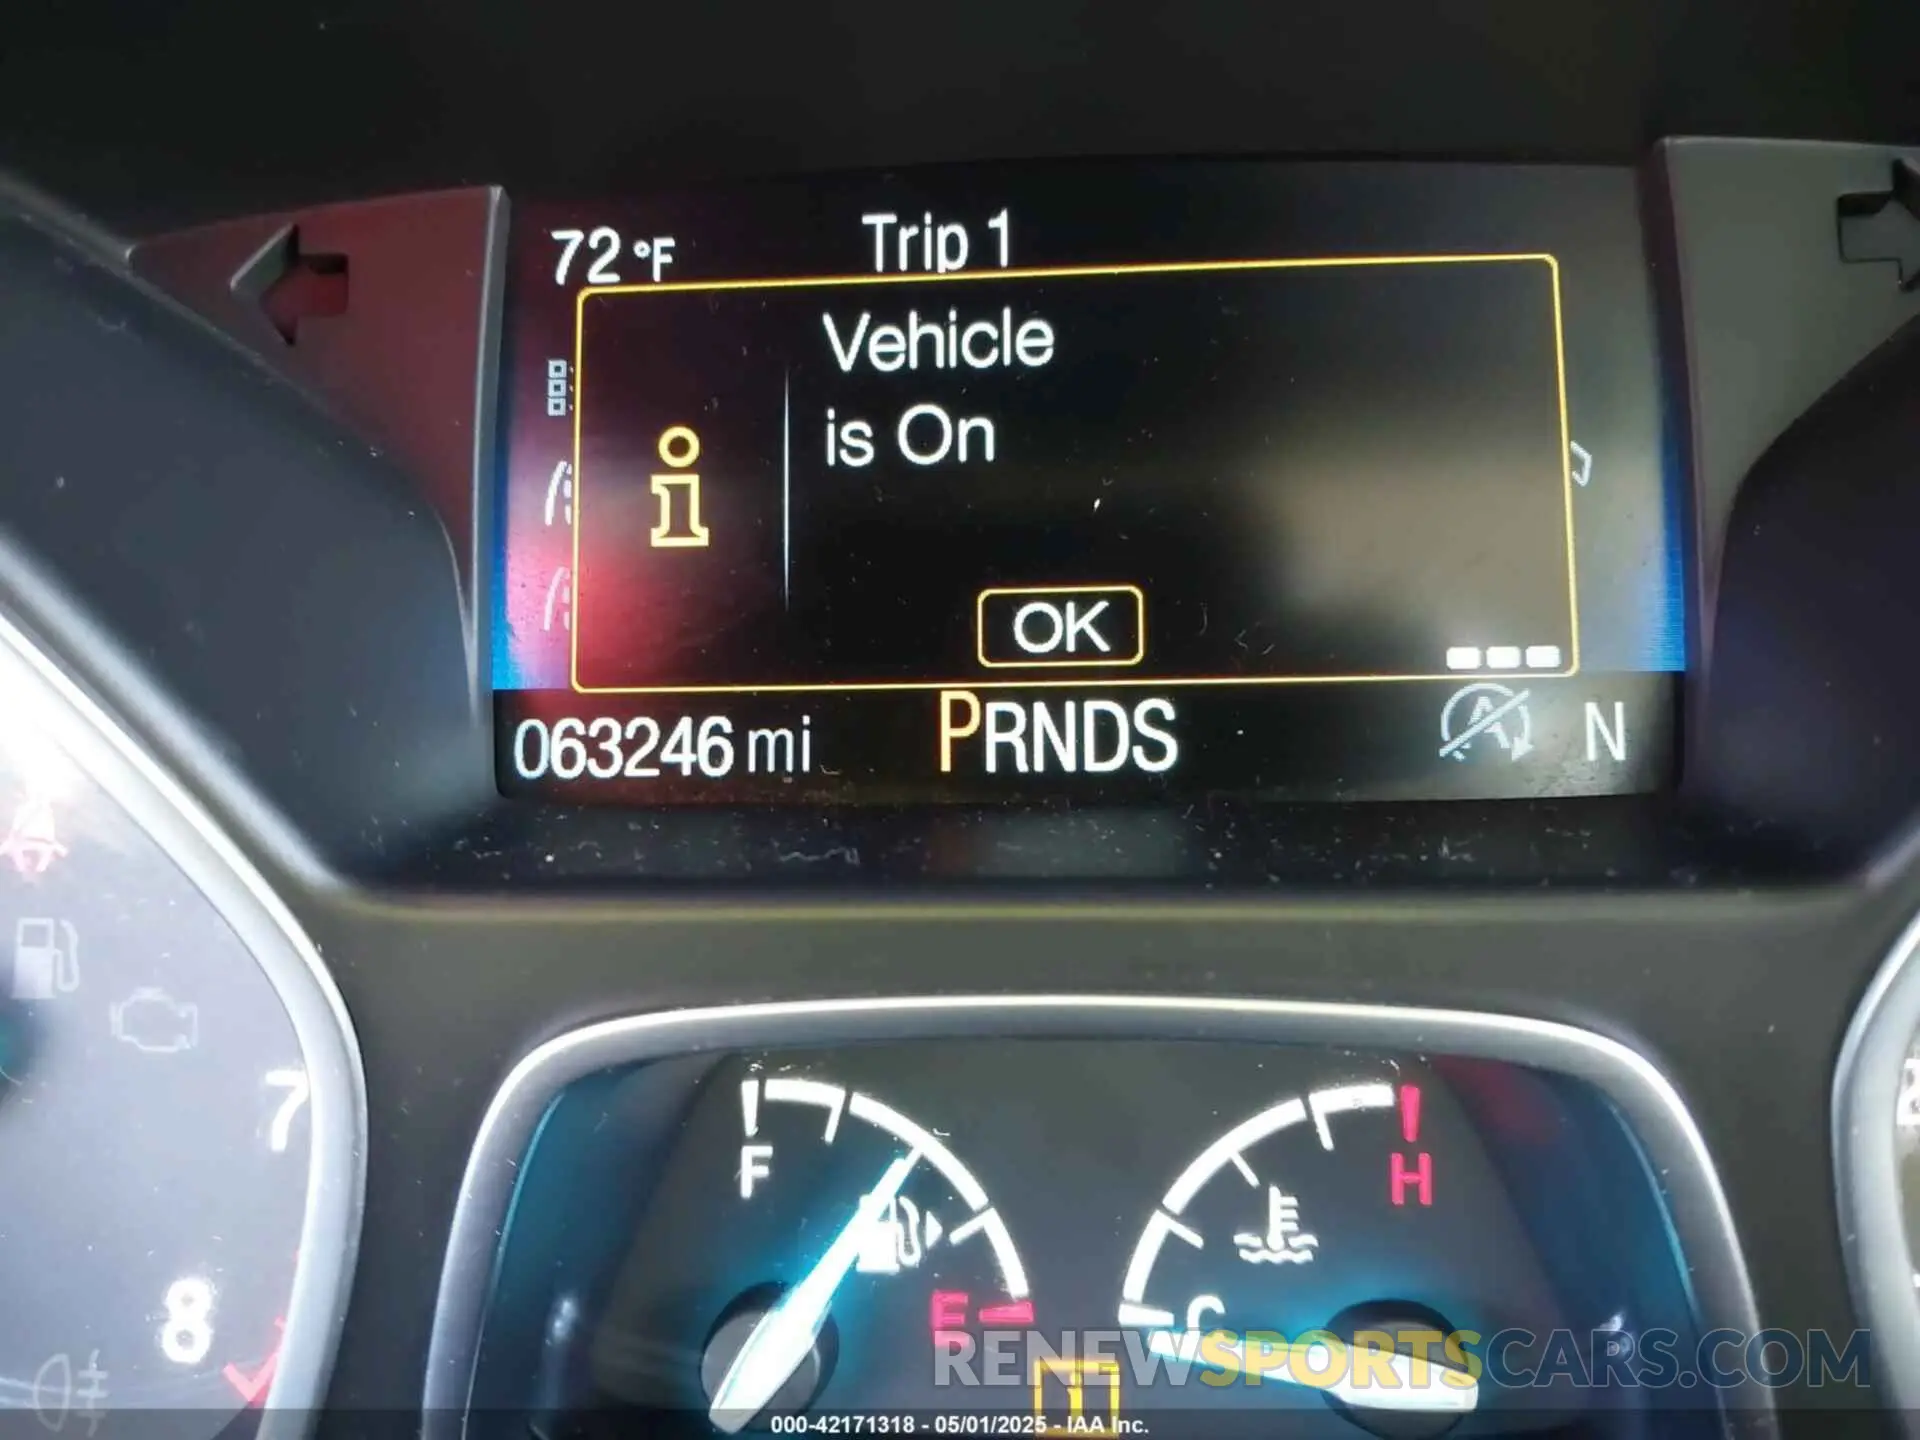 72 °F
Trip 1
Vehicle
is On
OK
063246 mi
PRNDS
A
N
7
8
F
E
C
H
RENEWSPORTSCARS.COM
000-42171318 - 05/01/2025 - IAA Inc.